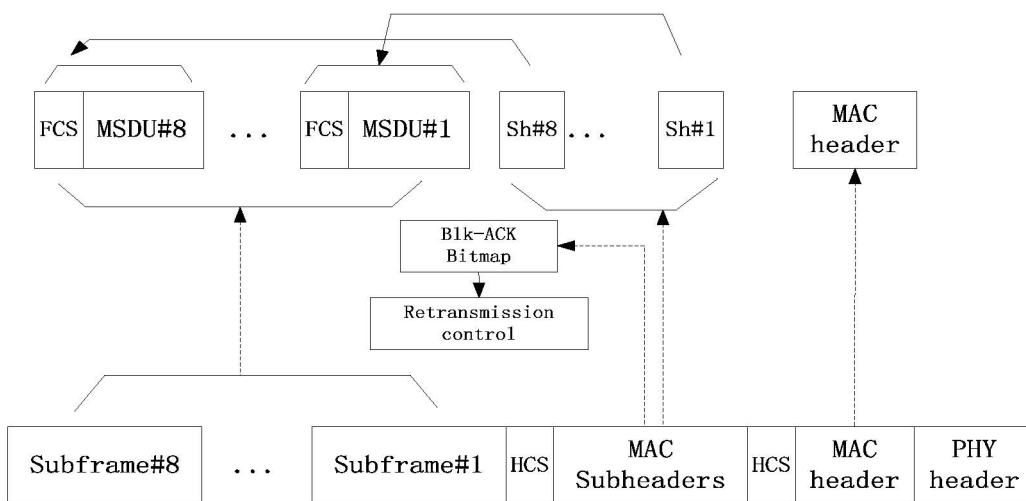 FCS
MSDU#8
...
FCS
MSDU#1
Sh#8
...
Sh#1
MAC
header
Blk-ACK
Bitmap
Retransmission
control
Subframe#8
...
Subframe#1
HCS
MAC
Subheaders
HCS
MAC
header
PHY
header